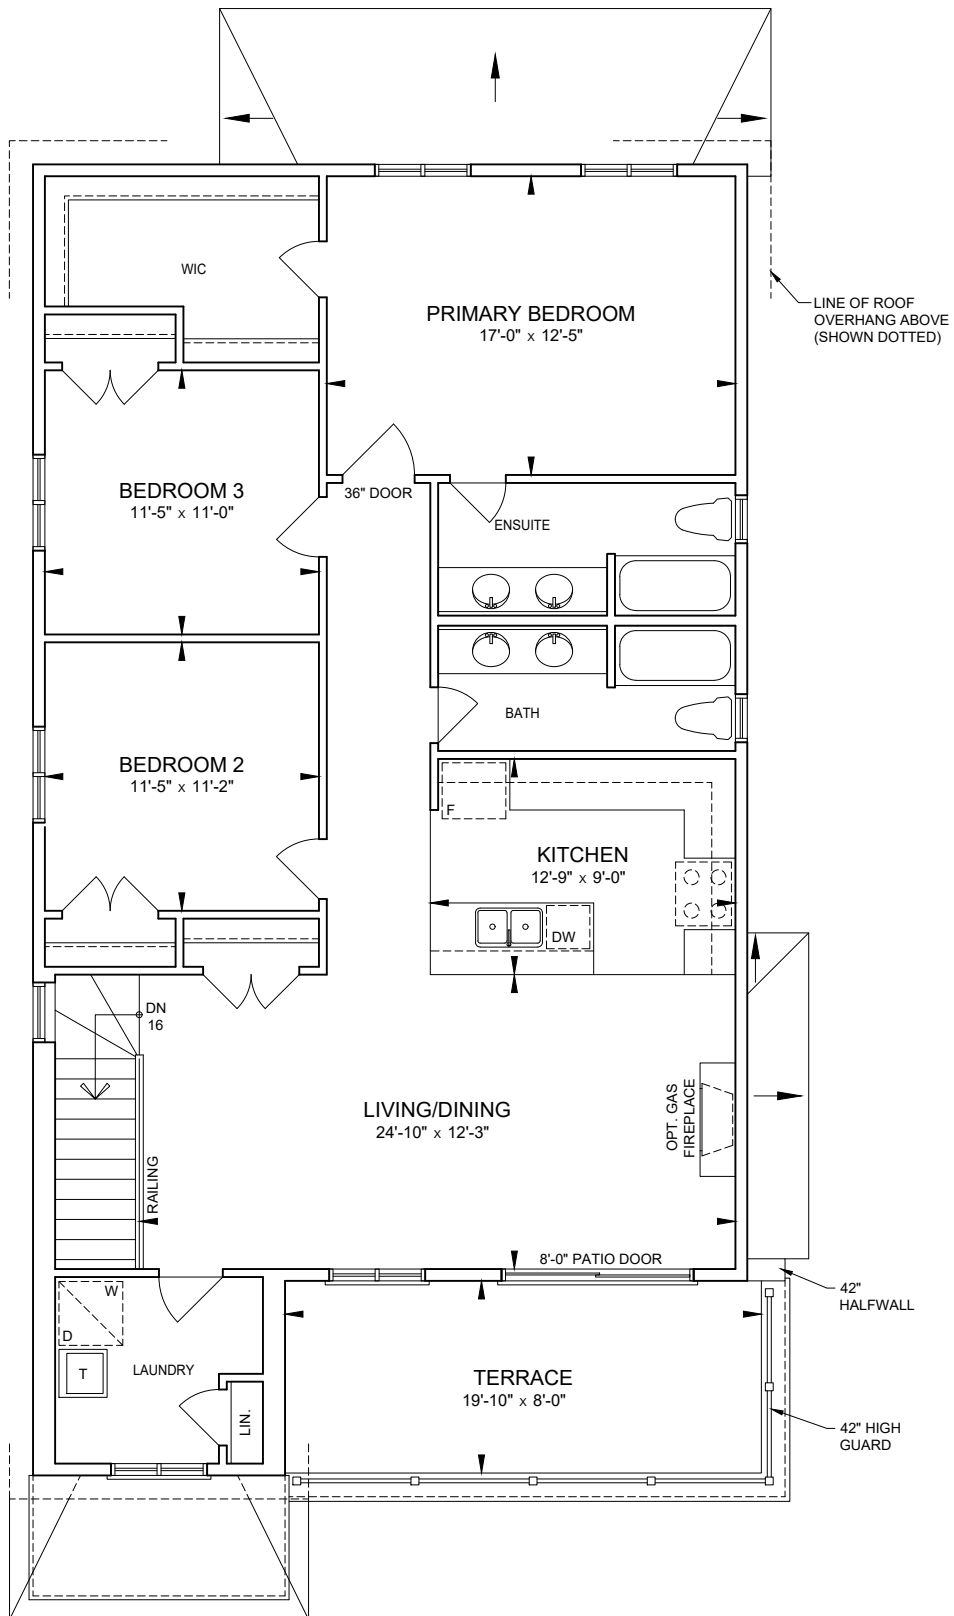 WIC
PRIMARY BEDROOM
17'-0" x 12'-5"
LINE OF ROOF
OVERHANG ABOVE
(SHOWN DOTTED)
BEDROOM 3
11'-5" x 11'-0"
36" DOOR
ENSUITE
BATH
BEDROOM 2
11'-5" x 11'-2"
F
KITCHEN
12'-9" x 9'-0"
DW
DN
16
LIVING/DINING
24'-10" x 12'-3"
OPT. GAS
FIREPLACE
RAILING
8'-0" PATIO DOOR
42"
HALFWALL
W
D
T
LAUNDRY
LIN.
TERRACE
19'-10" x 8'-0"
42" HIGH
GUARD